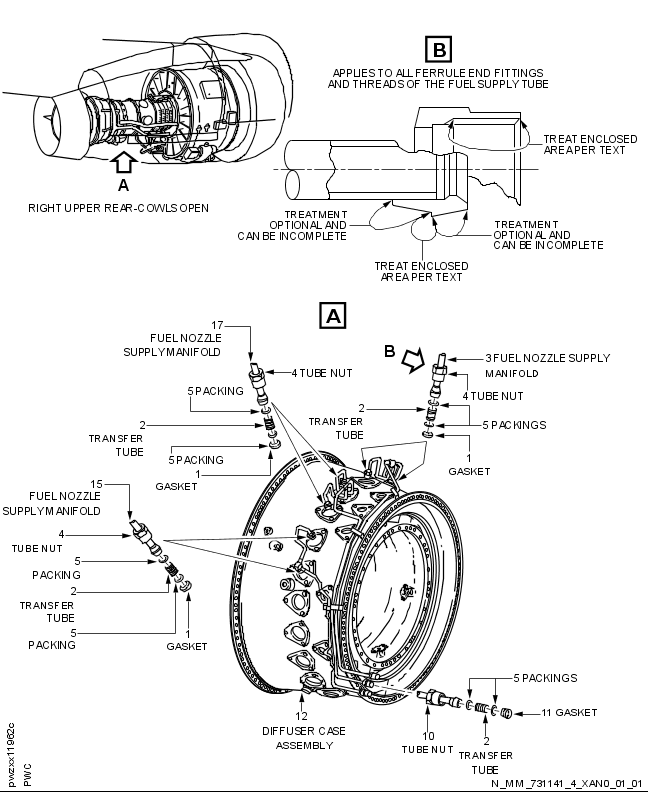 B
APPLIES TO ALL FERRULE END FITTINGS
AND THREADS OF THE FUEL SUPPLY TUBE
TREAT ENCLOSED
AREA PER TEXT
A
RIGHT UPPER REAR-COWLS OPEN
TREATMENT
OPTIONAL AND
CAN BE INCOMPLETE
TREATMENT
OPTIONAL AND
CAN BE INCOMPLETE
TREAT ENCLOSED
AREA PER TEXT
A
17
FUEL NOZZLE
SUPPLY MANIFOLD
4 TUBE NUT
5 PACKING
2
TRANSFER
TUBE
5 PACKING
1
GASKET
B
3 FUEL NOZZLE SUPPLY
MANIFOLD
4 TUBE NUT
2
TRANSFER
TUBE
5 PACKINGS
1
GASKET
15
FUEL NOZZLE
SUPPLY MANIFOLD
4
TUBE NUT
5
PACKING
2
TRANSFER
TUBE
5
PACKING
1
GASKET
5 PACKINGS
11 GASKET
12
DIFFUSER CASE
ASSEMBLY
10
TUBE NUT
2
TRANSFER
TUBE
pwzxx11962c
PWC
N_MM_731141_4_XAN0_01_01